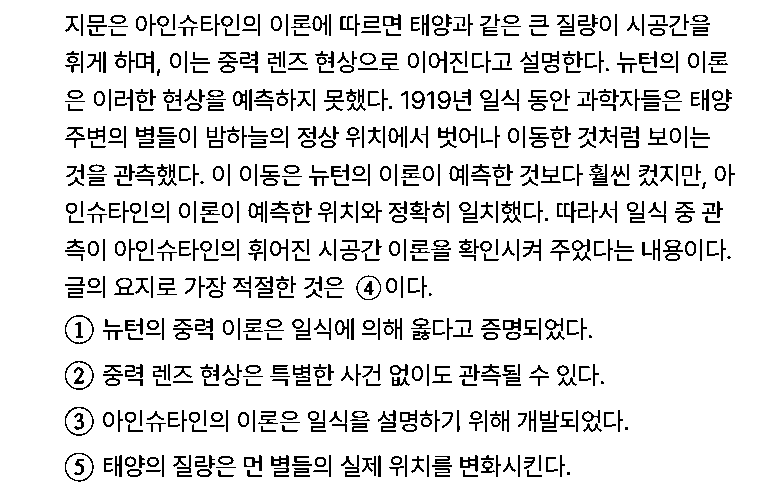 지문은 아인슈타인의 이론에 따르면 태양과 같은 큰 질량이 시공간을
휘게 하며, 이는 중력 렌즈 현상으로 이어진다고 설명한다. 뉴턴의 이론
은 이러한 현상을 예측하지 못했다. 1919년 일식 동안 과학자들은 태양
주변의 별들이 밤하늘의 정상 위치에서 벗어나 이동한 것처럼 보이는
것을 관측했다. 이 이동은 뉴턴의 이론이 예측한 것보다 훨씬 컸지만, 아
인슈타인의 이론이 예측한 위치와 정확히 일치했다. 따라서 일식 중 관
측이 아인슈타인의 휘어진 시공간 이론을 확인시켜 주었다는 내용이다.
글의 요지로 가장 적절한 것은 ④이다.
① 뉴턴의 중력 이론은 일식에 의해 옳다고 증명되었다.
② 중력 렌즈 현상은 특별한 사건 없이도 관측될 수 있다.
③ 아인슈타인의 이론은 일식을 설명하기 위해 개발되었다.
⑤ 태양의 질량은 먼 별들의 실제 위치를 변화시킨다.